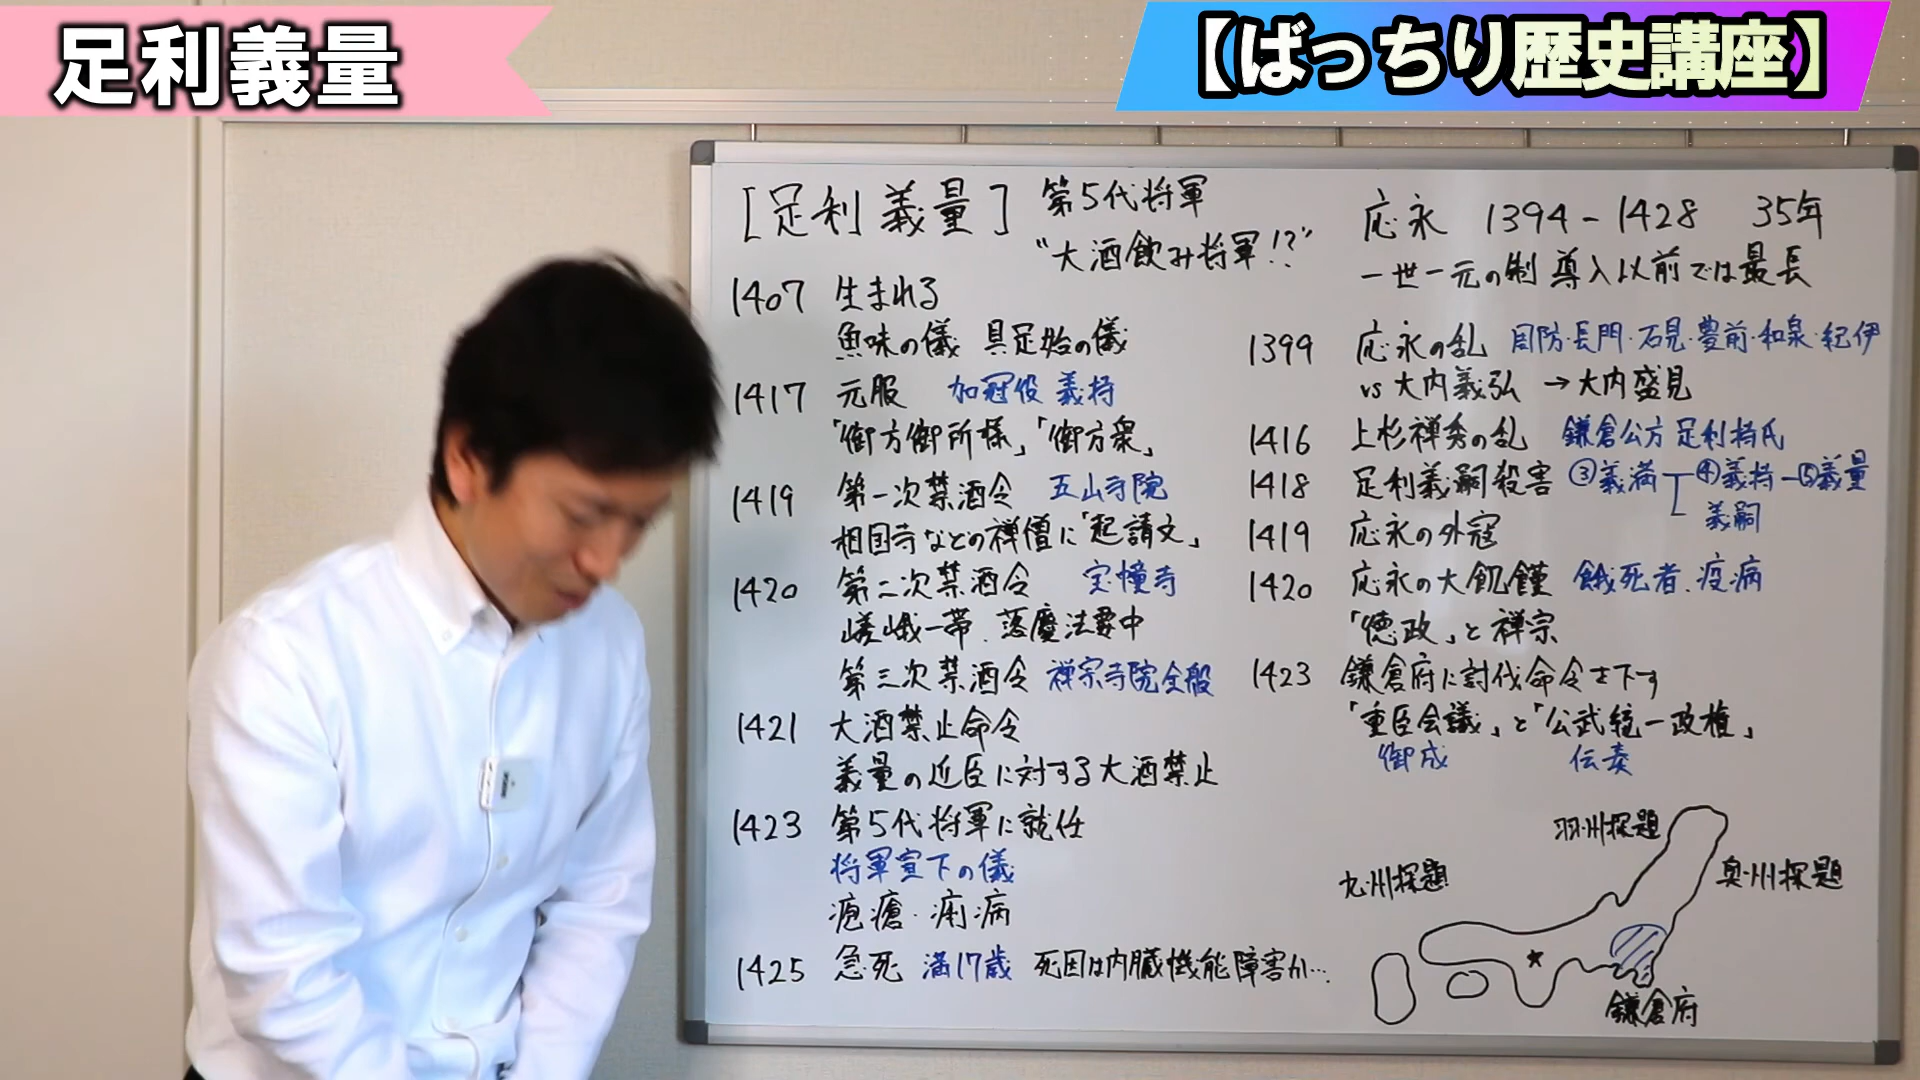 足利義量
【ばっちり歴史講座】
[足利義量] 第5代将軍
"大酒飲み将軍!?"
1407 生まれる
魚味の儀 具足始の儀
1417 元服 加冠役 義持
「御方御所様」「御方衆」
1419 第一次禁酒令 五山寺院
相国寺などの禅僧に「起請文」
1420 第二次禁酒令 宝幢寺
嵯峨一帯、落慶法要中
第三次禁酒令 禅宗寺院全般
1421 大酒禁止命令
義量の近臣に対する大酒禁止
1423 第5代将軍に就任
将軍宣下の儀
疱瘡・痢病
1425 急死 満17歳 死因は内臓機能障害か…
応永 1394-1428 35年
一世一元の制 導入以前では最長
1399 応永の乱 周防・長門・石見・豊前・和泉・紀伊
vs 大内義弘 → 大内盛見
1416 上杉禅秀の乱 鎌倉公方 足利持氏
1418 足利義嗣殺害 ③義満 ④義持 ⑤義量
義嗣
1419 応永の外寇
1420 応永の大飢饉 餓死者、疫病
「徳政」と禅宗
1423 鎌倉府に討伐命令を下す
「重臣会議」と「公武統一政権」
御成 伝奏
羽州探題
九州探題 奥州探題
鎌倉府